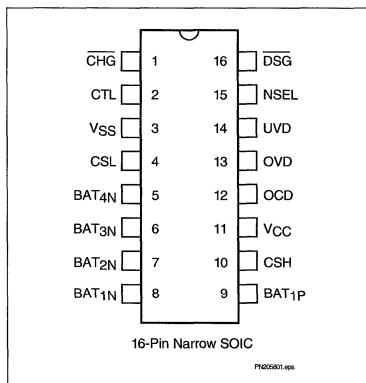 CHG 1 16 DSG
CTL 2 15 NSEL
VSS 3 14 UVD
CSL 4 13 OVD
BAT4N 5 12 OCD
BAT3N 6 11 VCC
BAT2N 7 10 CSH
BAT1N 8 9 BAT1P
16-Pin Narrow SOIC
PN205801.eps